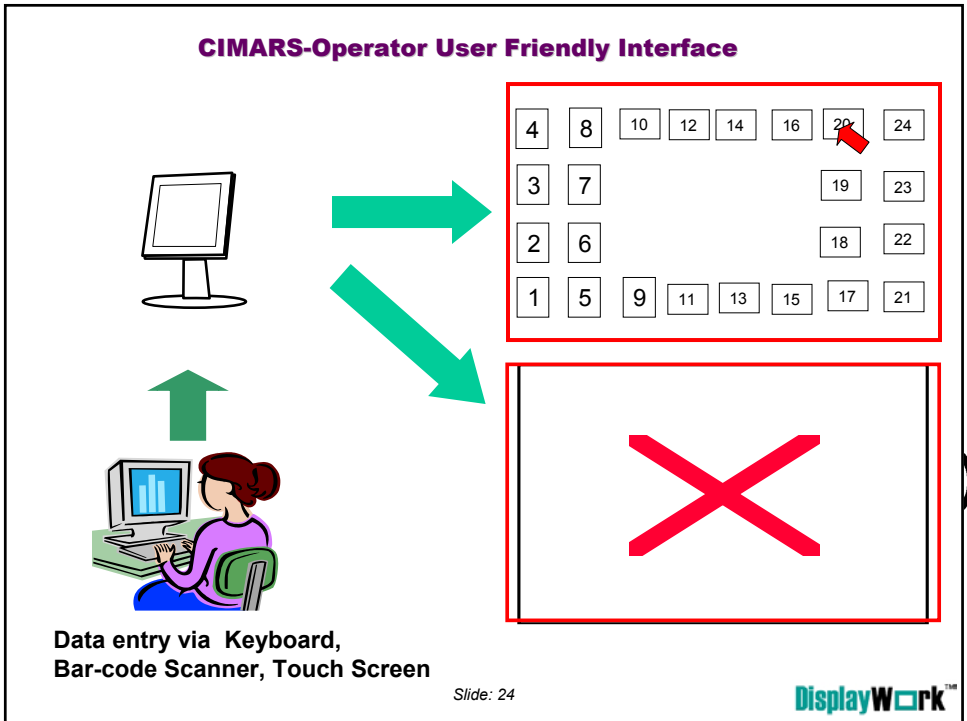 CIMARS-Operator User Friendly Interface
4 8 10 12 14 16 20 24
3 7 19 23
2 6 18 22
1 5 9 11 13 15 17 21
Data entry via Keyboard,
Bar-code Scanner, Touch Screen
Slide: 24
DisplayWork™